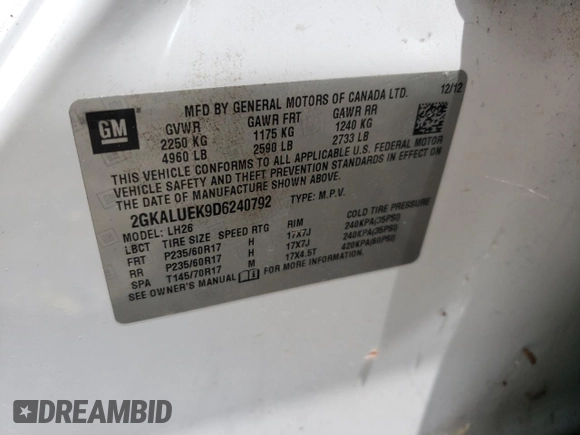 MFD BY GENERAL MOTORS OF CANADA LTD. 12/12
GM
GVWR GAWR FRT GAWR RR
2250 KG 1175 KG 1240 KG
4960 LB 2590 LB 2733 LB
THIS VEHICLE CONFORMS TO ALL APPLICABLE U.S. FEDERAL MOTOR
VEHICLE SAFETY AND THEFT PREVENTION STANDARDS IN EFFECT ON
THE DATE OF MANUFACTURE SHOWN ABOVE.
2GKALUEK9D6240792 TYPE: M.P.V.
MODEL: LH26
LBCT TIRE SIZE SPEED RTG RIM COLD TIRE PRESSURE
FRT P235/60R17 H 17X7J 240KPA(35PSI)
RR P235/60R17 H 17X7J 240KPA(35PSI)
SPA T145/70R17 M 17X4.5T 420KPA(60PSI)
SEE OWNER'S MANUAL FOR MORE INFORMATION.
DREAMBID